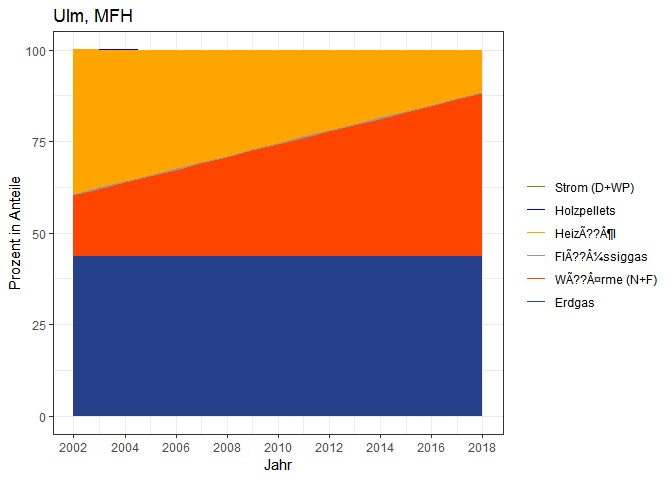 Ulm, MFH
100
75
50
25
0
Prozent in Anteile
2002 2004 2006 2008 2010 2012 2014 2016 2018
Jahr
Strom (D+WP)
Holzpellets
HeizÃ??Â¶l
FlÃ??Â¼ssiggas
WÃ??Â¤rme (N+F)
Erdgas